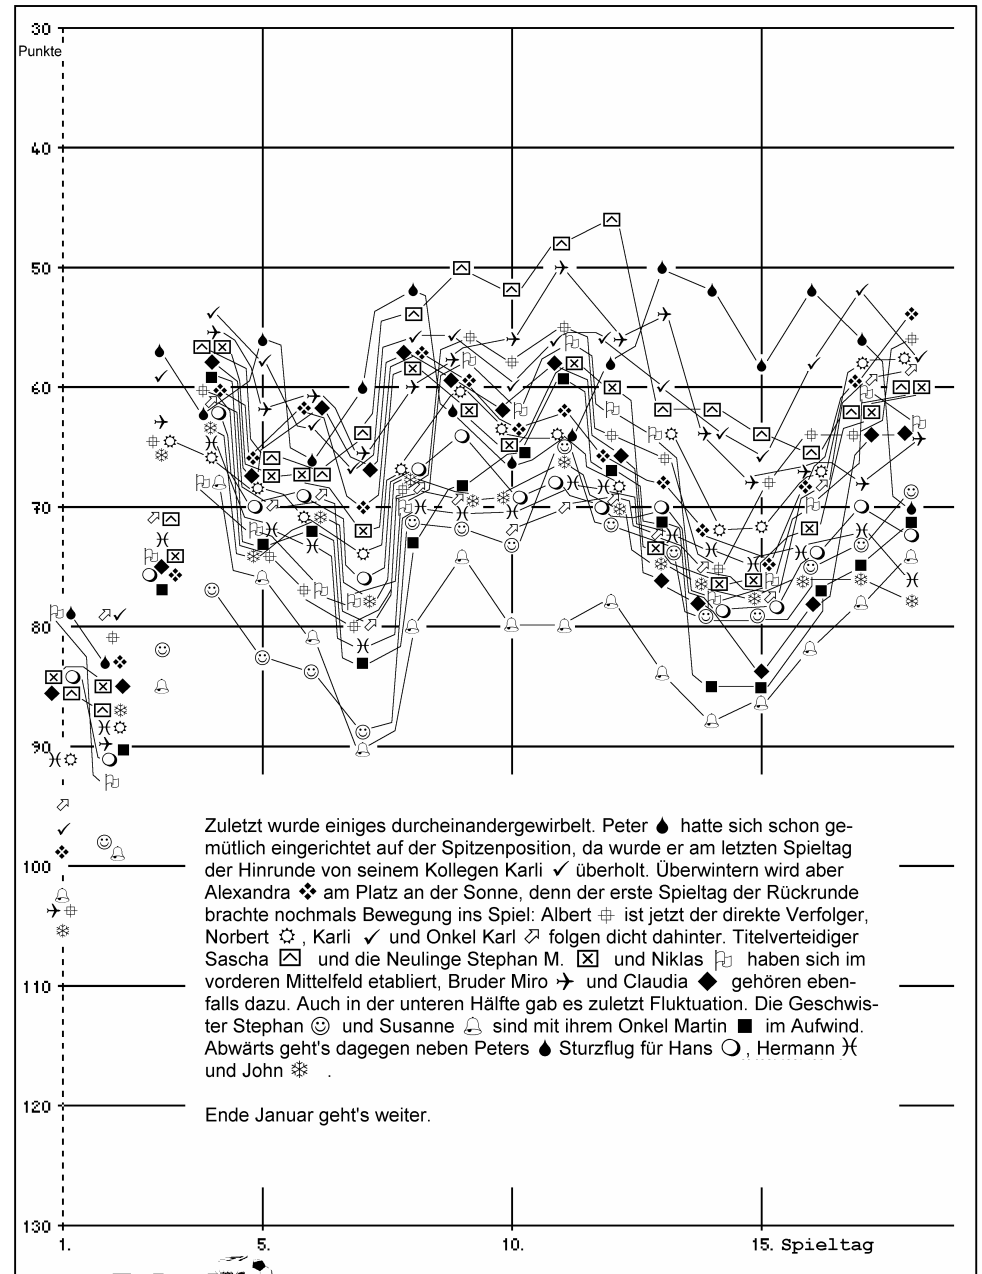 30
Punkte
40
50
60
70
80
90
100
110
120
130
Zuletzt wurde einiges durcheinandergewirbelt. Peter hatte sich schon ge-
mütlich eingerichtet auf der Spitzenposition, da wurde er am letzten Spieltag
der Hinrunde von seinem Kollegen Karli ✓ überholt. Überwintern wird aber
Alexandra ❖ am Platz an der Sonne, denn der erste Spieltag der Rückrunde
brachte nochmals Bewegung ins Spiel: Albert ⌖ ist jetzt der direkte Verfolger,
Norbert ☼, Karli ✓ und Onkel Karl ⬀ folgen dicht dahinter. Titelverteidiger
Sascha und die Neulinge Stephan M. ☒ und Niklas haben sich im
vorderen Mittelfeld etabliert, Bruder Miro ✈ und Claudia ◆ gehören eben-
falls dazu. Auch in der unteren Hälfte gab es zuletzt Fluktuation. Die Geschwis-
ter Stephan ☺ und Susanne sind mit ihrem Onkel Martin ■ im Aufwind.
Abwärts geht's dagegen neben Peters Sturzflug für Hans ❍, Hermann ♓
und John ❄ .
Ende Januar geht's weiter.
1. 5. 10. 15. Spieltag